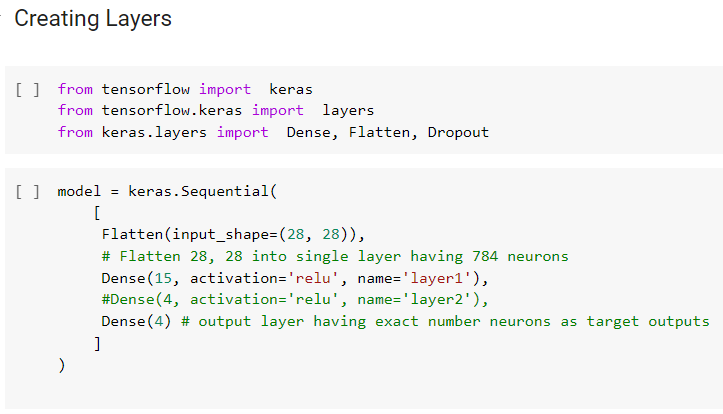 Creating Layers
[ ] from tensorflow import  keras
from tensorflow.keras import  layers
from keras.layers import  Dense, Flatten, Dropout
[ ] model = keras.Sequential(
[
Flatten(input_shape=(28, 28)),
# Flatten 28, 28 into single layer having 784 neurons
Dense(15, activation='relu', name='layer1'),
#Dense(4, activation='relu', name='layer2'),
Dense(4) # output layer having exact number neurons as target outputs
]
)